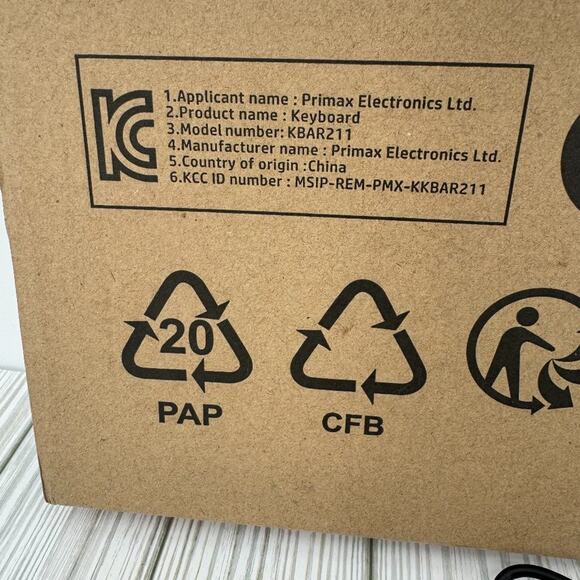 KC
1.Applicant name : Primax Electronics Ltd.
2.Product name : Keyboard
3.Model number: KBAR211
4.Manufacturer name : Primax Electronics Ltd.
5.Country of origin :China
6.KCC ID number : MSIP-REM-PMX-KKBAR211
20
PAP
CFB